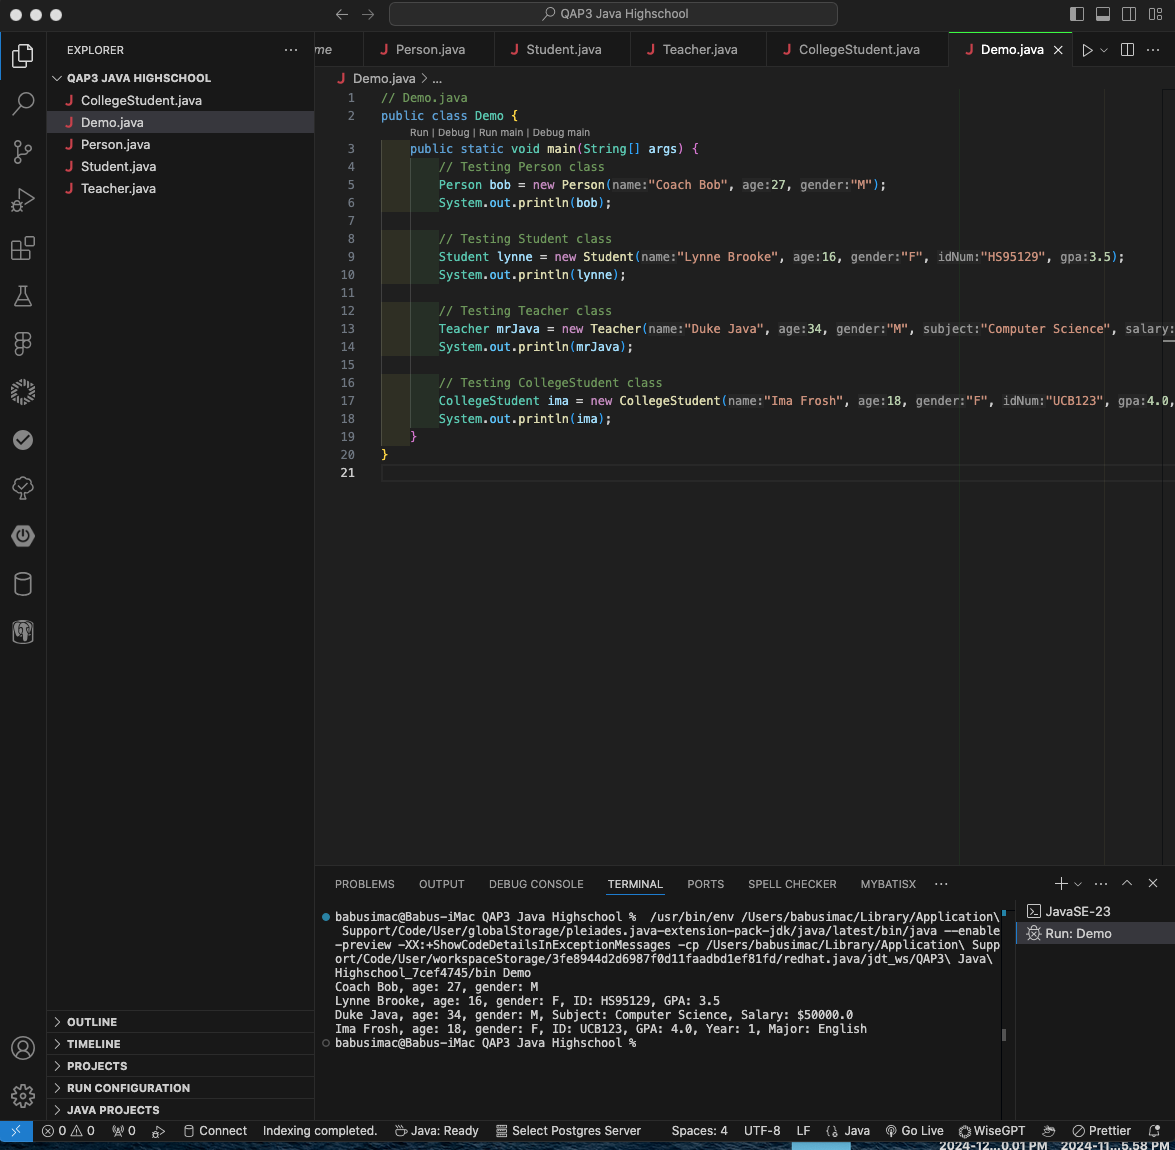 QAP3 Java Highschool
EXPLORER
QAP3 JAVA HIGHSCHOOL
J CollegeStudent.java
J Demo.java
J Person.java
J Student.java
J Teacher.java
OUTLINE
TIMELINE
PROJECTS
RUN CONFIGURATION
JAVA PROJECTS
me J Person.java J Student.java J Teacher.java J CollegeStudent.java J Demo.java
J Demo.java > ...
1 // Demo.java
2 public class Demo {
Run | Debug | Run main | Debug main
3 public static void main(String[] args) {
4 // Testing Person class
5 Person bob = new Person(name:"Coach Bob", age:27, gender:"M");
6 System.out.println(bob);
7
8 // Testing Student class
9 Student lynne = new Student(name:"Lynne Brooke", age:16, gender:"F", idNum:"HS95129", gpa:3.5);
10 System.out.println(lynne);
11
12 // Testing Teacher class
13 Teacher mrJava = new Teacher(name:"Duke Java", age:34, gender:"M", subject:"Computer Science", salary:
14 System.out.println(mrJava);
15
16 // Testing CollegeStudent class
17 CollegeStudent ima = new CollegeStudent(name:"Ima Frosh", age:18, gender:"F", idNum:"UCB123", gpa:4.0,
18 System.out.println(ima);
19 }
20 }
21
PROBLEMS OUTPUT DEBUG CONSOLE TERMINAL PORTS SPELL CHECKER MYBATISX ...
babusimac@Babus-iMac QAP3 Java Highschool % /usr/bin/env /Users/babusimac/Library/Application\
Support/Code/User/globalStorage/pleiades.java-extension-pack-jdk/java/latest/bin/java --enable
-preview -XX:+ShowCodeDetailsInExceptionMessages -cp /Users/babusimac/Library/Application\ Supp
ort/Code/User/workspaceStorage/3fe8944d2d6987f0d11faadbd1ef81fd/redhat.java/jdt_ws/QAP3\ Java\
Highschool_7cef4745/bin Demo
Coach Bob, age: 27, gender: M
Lynne Brooke, age: 16, gender: F, ID: HS95129, GPA: 3.5
Duke Java, age: 34, gender: M, Subject: Computer Science, Salary: $50000.0
Ima Frosh, age: 18, gender: F, ID: UCB123, GPA: 4.0, Year: 1, Major: English
babusimac@Babus-iMac QAP3 Java Highschool %
JavaSE-23
Run: Demo
0 0 0 Connect Indexing completed. Java: Ready Select Postgres Server Spaces: 4 UTF-8 LF {} Java Go Live WiseGPT Prettier
2024-12...0.01 PM 2024-11...5.58 PM